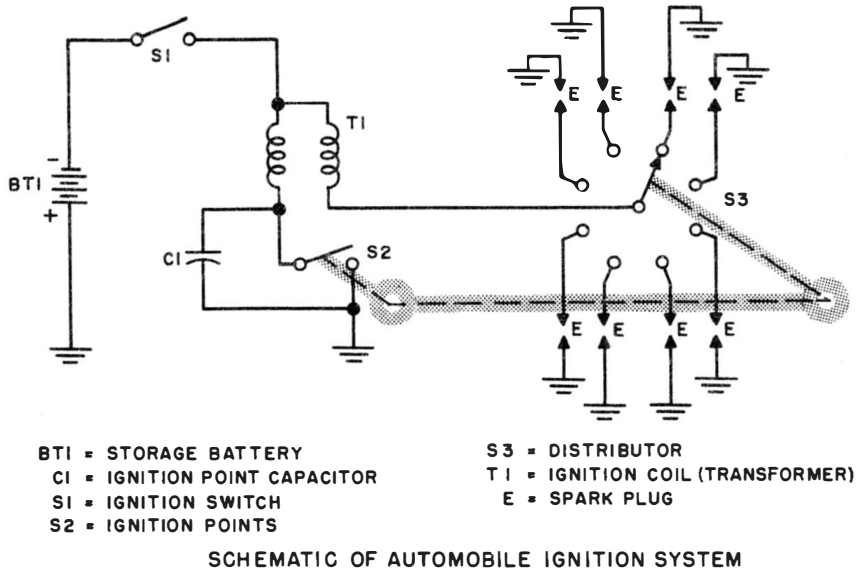 S1
T1
BT1
-
+
C1
S2
S3
E E E E
E E E E
BT1 = STORAGE BATTERY
C1 = IGNITION POINT CAPACITOR
S1 = IGNITION SWITCH
S2 = IGNITION POINTS
S3 = DISTRIBUTOR
T1 = IGNITION COIL (TRANSFORMER)
E = SPARK PLUG
SCHEMATIC OF AUTOMOBILE IGNITION SYSTEM